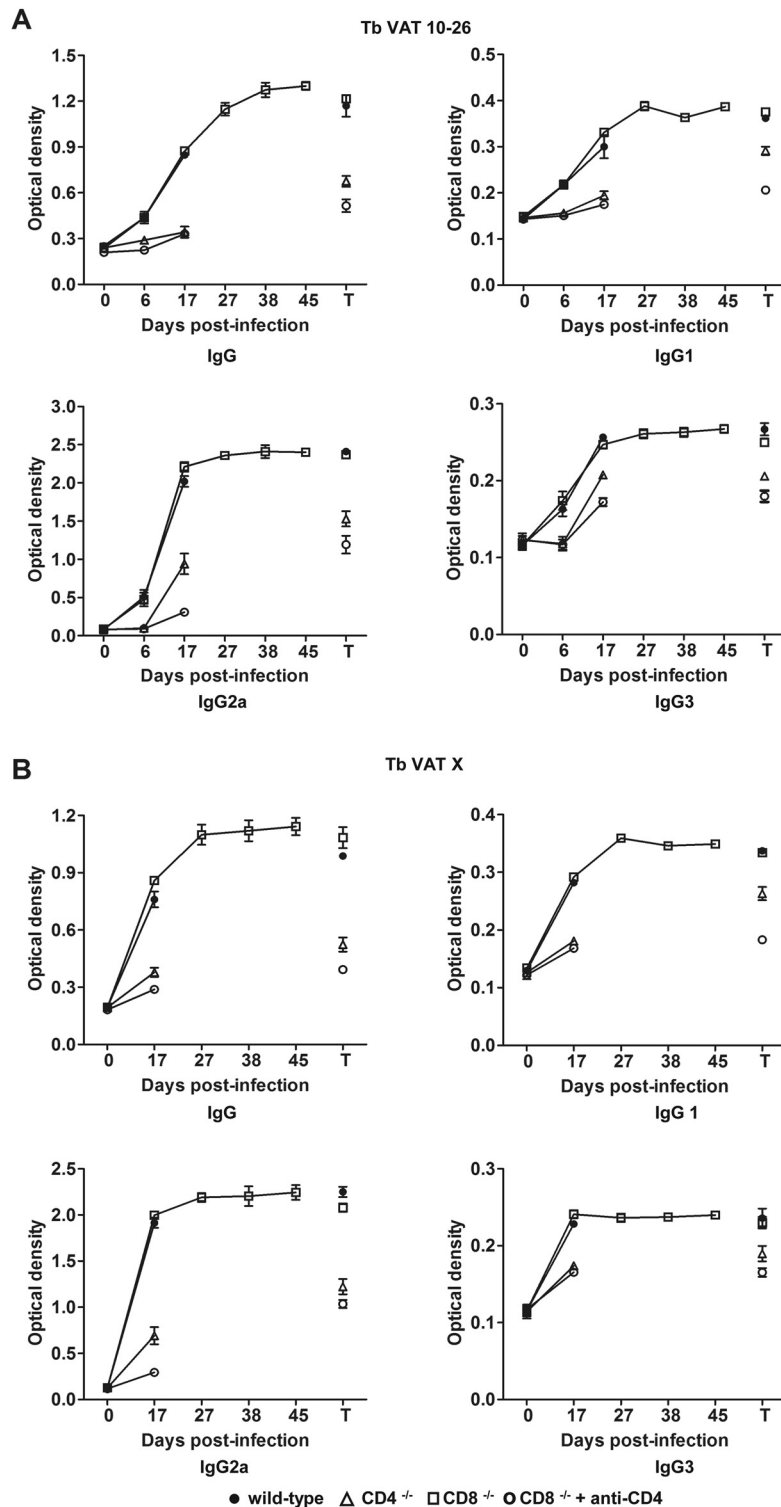 A
Tb VAT 10-26
Optical density
1.5
1.2
0.9
0.6
0.3
0.0
0 6 17 27 38 45 T
Days post-infection
IgG
Optical density
0.5
0.4
0.3
0.2
0.1
0.0
0 6 17 27 38 45 T
Days post-infection
IgG1
Optical density
3.0
2.5
2.0
1.5
1.0
0.5
0.0
0 6 17 27 38 45 T
Days post-infection
IgG2a
Optical density
0.3
0.2
0.1
0.0
0 6 17 27 38 45 T
Days post-infection
IgG3
B
Tb VAT X
Optical density
1.2
0.9
0.6
0.3
0.0
0 17 27 38 45 T
Days post-infection
IgG
Optical density
0.4
0.3
0.2
0.1
0.0
0 17 27 38 45 T
Days post-infection
IgG 1
Optical density
2.5
2.0
1.5
1.0
0.5
0.0
0 17 27 38 45 T
Days post-infection
IgG2a
Optical density
0.3
0.2
0.1
0.0
0 17 27 38 45 T
Days post-infection
IgG3
wild-type CD4 -/- CD8 -/- CD8 -/- + anti-CD4